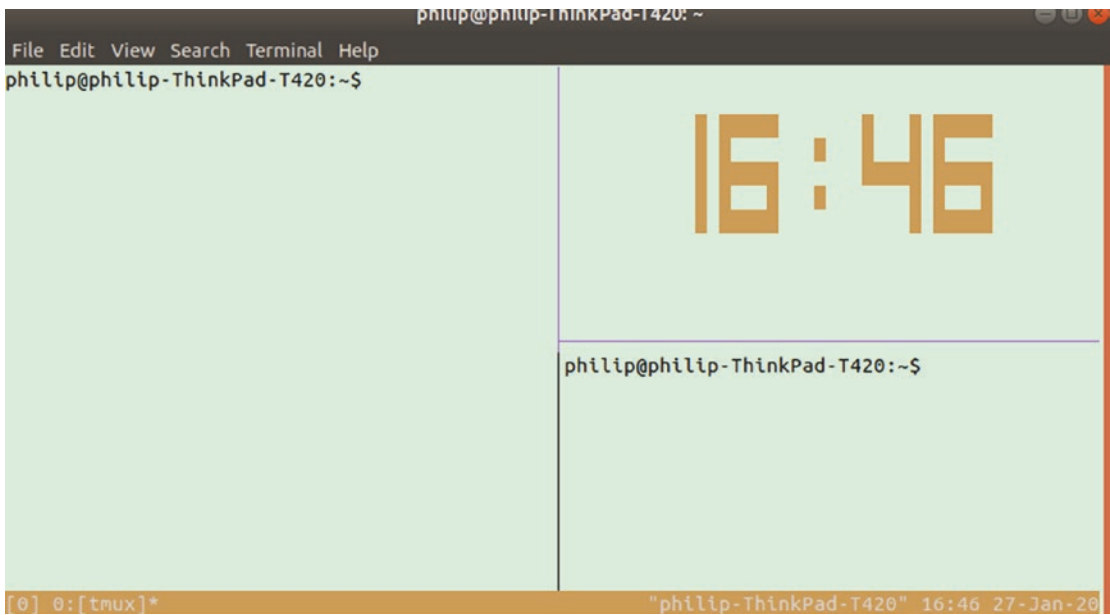 philip@philip-ThinkPad-T420: ~
File Edit View Search Terminal Help
philip@philip-ThinkPad-T420:~$
16:46
philip@philip-ThinkPad-T420:~$
[0] 0:[tmux]* "philip-ThinkPad-T420" 16:46 27-Jan-20